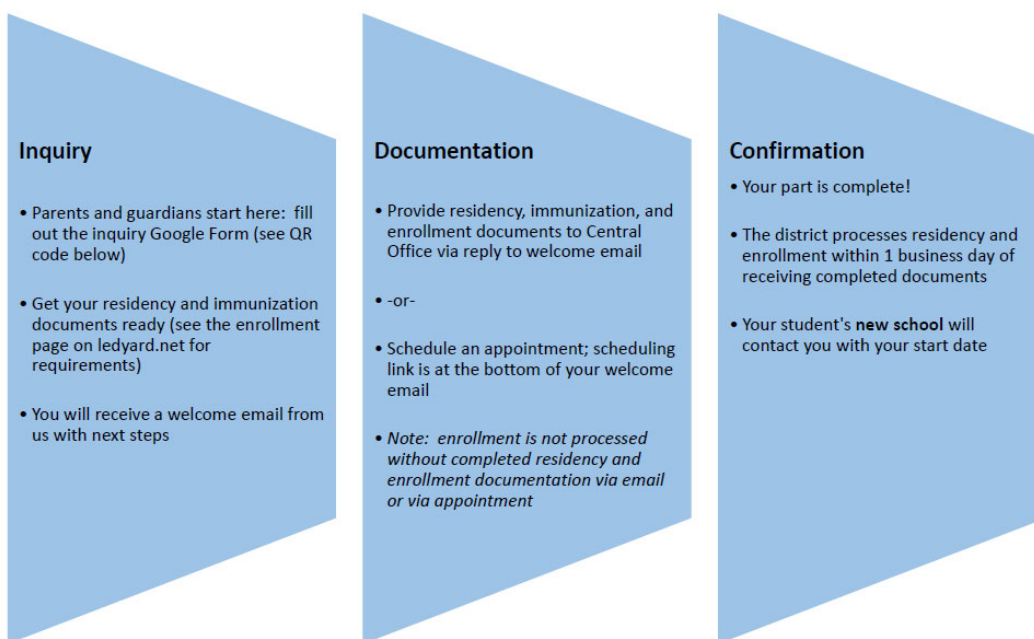 Inquiry
• Parents and guardians start here:  fill
out the inquiry Google Form (see QR
code below)
• Get your residency and immunization
documents ready (see the enrollment
page on ledyard.net for
requirements)
• You will receive a welcome email from
us with next steps
Documentation
• Provide residency, immunization, and
enrollment documents to Central
Office via reply to welcome email
• -or-
• Schedule an appointment; scheduling
link is at the bottom of your welcome
email
• Note:  enrollment is not processed
without completed residency and
enrollment documentation via email
or via appointment
Confirmation
• Your part is complete!
• The district processes residency and
enrollment within 1 business day of
receiving completed documents
• Your student's new school will
contact you with your start date